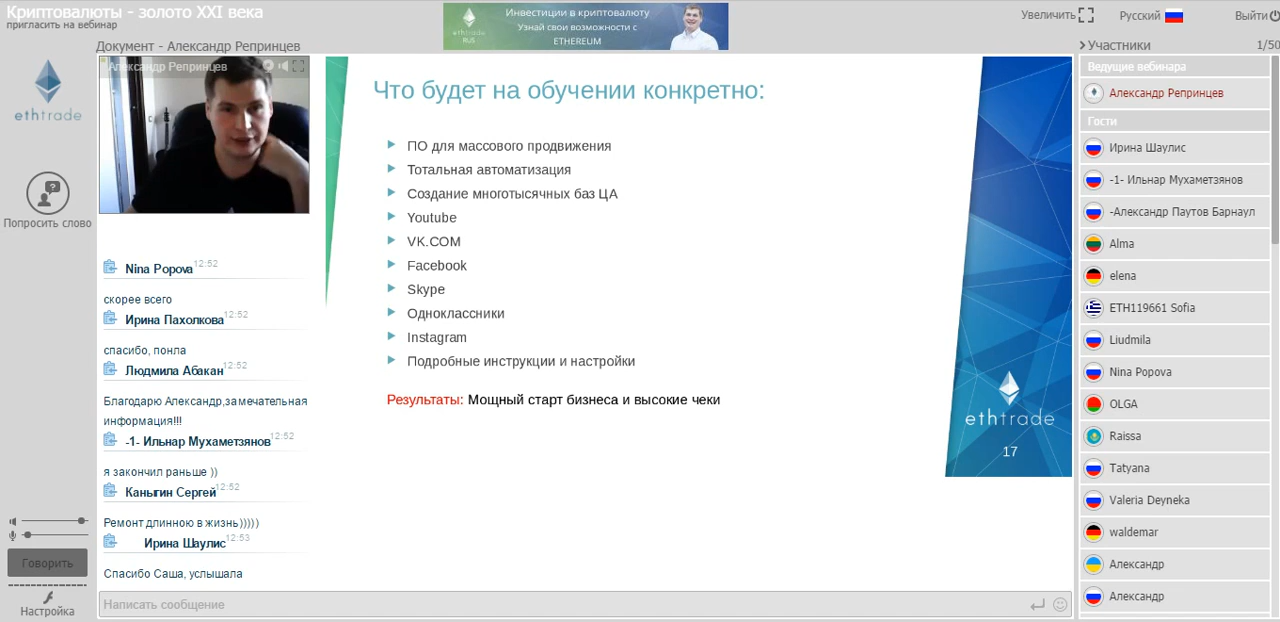 Криптовалюты - золото XXI века
пригласить на вебинар
ethtrade
RUS
Инвестиции в криптовалюту
Узнай свои возможности с
ETHEREUM
Увеличить
Русский
Выйти
Документ - Александр Репринцев
Участники
1/50
ethtrade
Попросить слово
Александр Репринцев
Nina Popova 12:52
скорее всего
Ирина Пахолкова 12:52
спасибо, понла
Людмила Абакан 12:52
Благодарю Александр,замечательная
информация!!!
-1- Ильнар Мухаметзянов 12:52
я закончил раньше ))
Каныгин Сергей 12:52
Ремонт длинною в жизнь)))))
Ирина Шаулис 12:53
Спасибо Саша, услышала
Говорить
Настройка
Написать сообщение
Что будет на обучении конкретно:
ПО для массового продвижения
Тотальная автоматизация
Создание многотысячных баз ЦА
Youtube
VK.COM
Facebook
Skype
Одноклассники
Instagram
Подробные инструкции и настройки
Результаты: Мощный старт бизнеса и высокие чеки
ethtrade
17
Ведущие вебинара
Александр Репринцев
Гости
Ирина Шаулис
-1- Ильнар Мухаметзянов
-Александр Паутов Барнаул
Alma
elena
ETH119661 Sofia
Liudmila
Nina Popova
OLGA
Raissa
Tatyana
Valeria Deyneka
waldemar
Александр
Александр